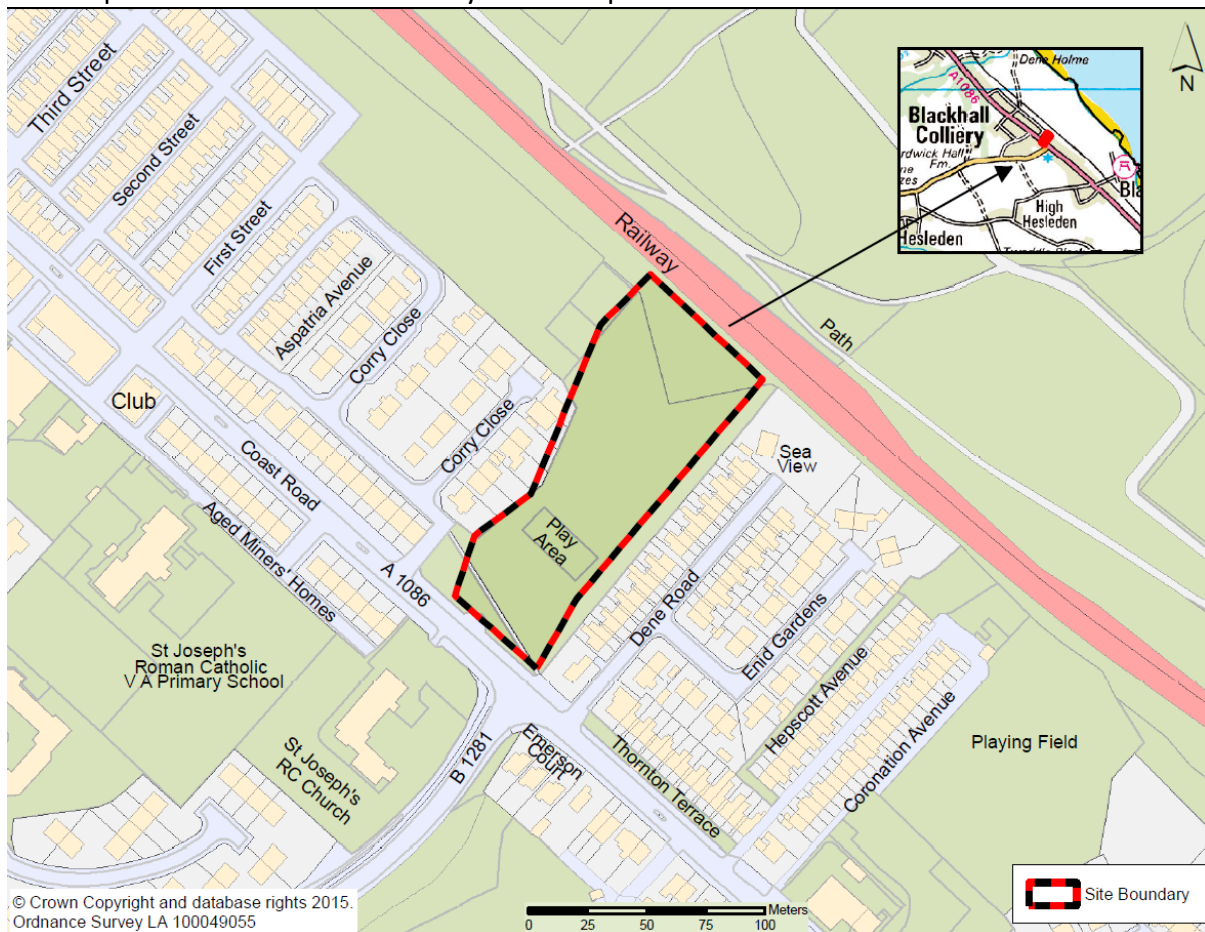 Third Street
Second Street
First Street
Aspatria Avenue
Corry Close
Corry Close
Club
Coast Road
Aged Miners' Homes
A 1086
St Joseph's
Roman Catholic
V A Primary School
St Joseph's
RC Church
B 1281
Emerson
Court
Thornton Terrace
Railway
Path
Play
Area
Sea
View
Dene Road
Enid Gardens
Hepscott Avenue
Coronation Avenue
Playing Field
Dene Holme
A1086
Blackhall
Colliery
rdwick Hall
Fm.
High
Hesleden
Hesleden
Bla
N
© Crown Copyright and database rights 2015.
Ordnance Survey LA 100049055
Meters
0 25 50 75 100
Site Boundary